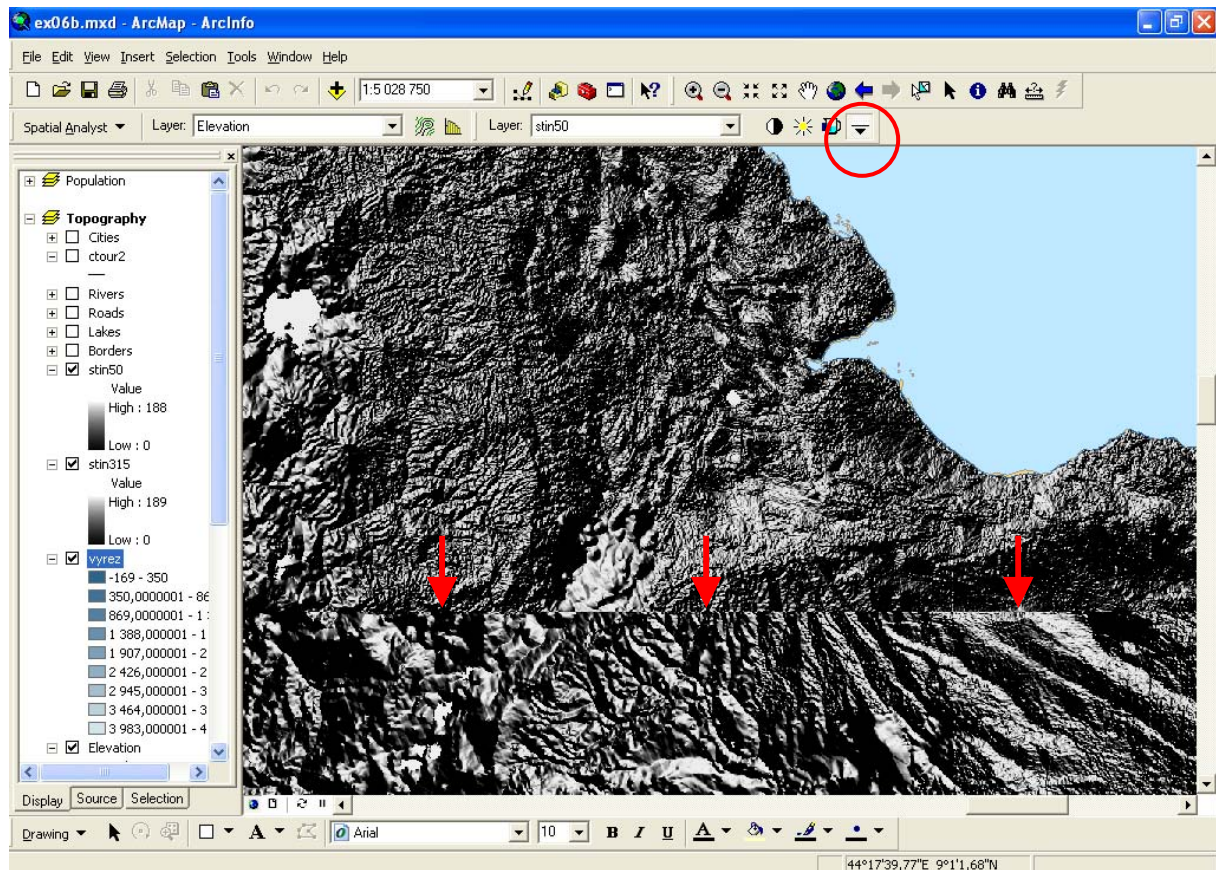 ex06b.mxd - ArcMap - ArcInfo
File Edit View Insert Selection Tools Window Help
1:5 028 750
Spatial Analyst Layer: Elevation Layer: stin50
Population
Topography
Cities
ctour2
Rivers
Roads
Lakes
Borders
stin50
Value
High : 188
Low : 0
stin315
Value
High : 189
Low : 0
vyrez
-169 - 350
350,0000001 - 86
869,0000001 - 1 :
1 388,000001 - 1
1 907,000001 - 2
2 426,000001 - 2
2 945,000001 - 3
3 464,000001 - 3
3 983,000001 - 4
Elevation
Display Source Selection
Drawing A Arial 10 B I U A
44°17'39,77"E 9°1'1,68"N